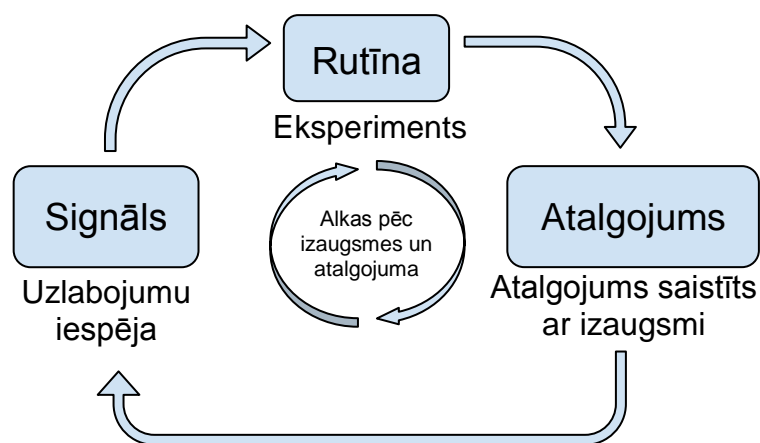 Rutīna
Eksperiments
Signāls
Uzlabojumu
iespēja
Alkas pēc
izaugsmes un
atalgojuma
Atalgojums
Atalgojums saistīts
ar izaugsmi